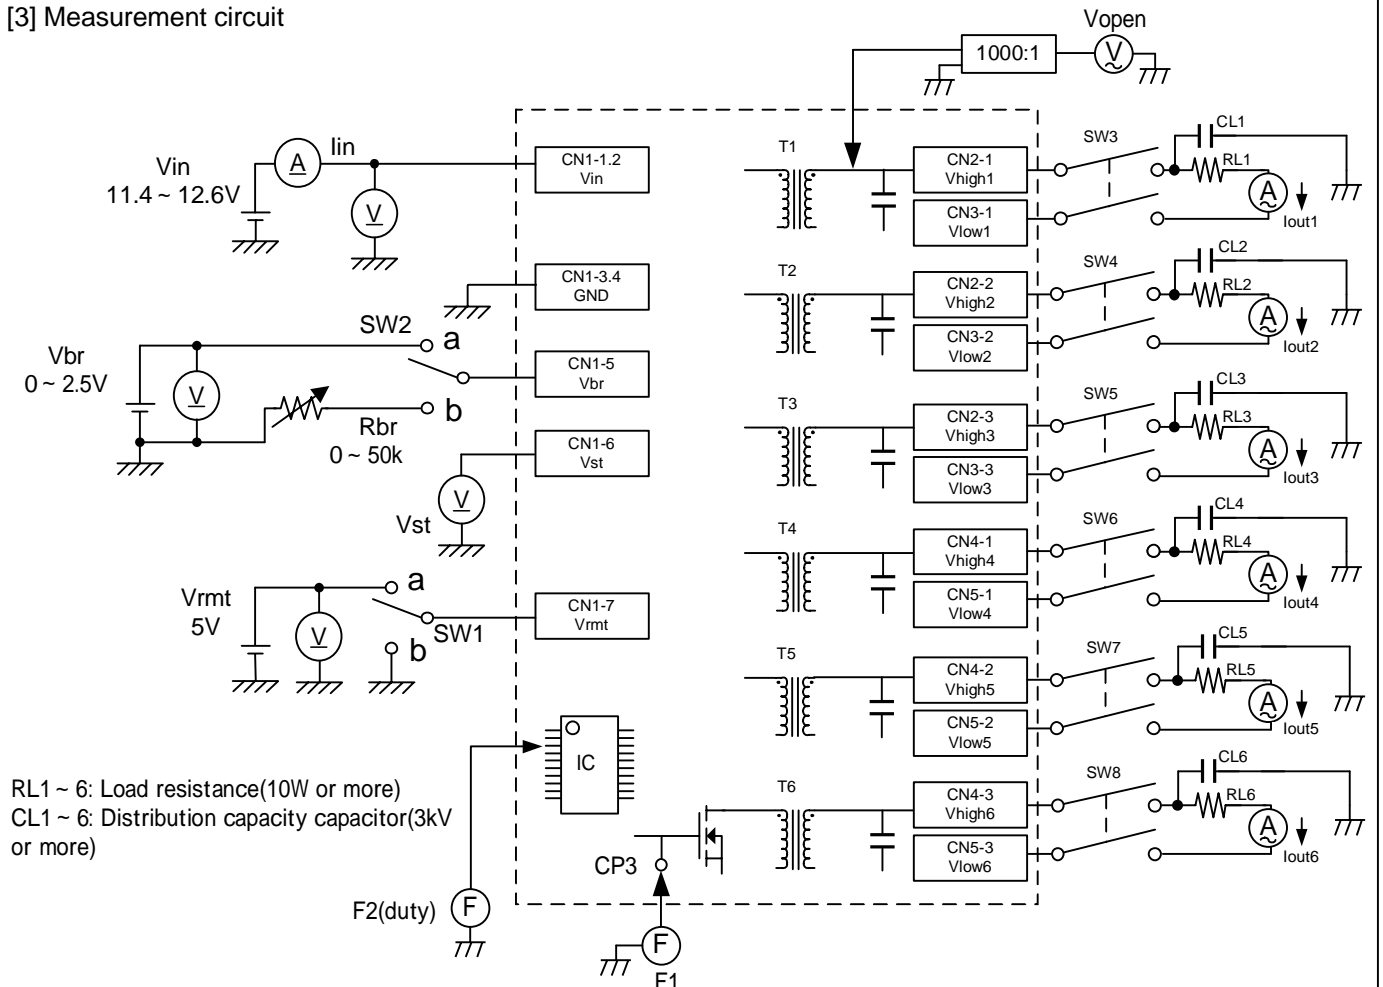 [3] Measurement circuit
Vopen
1000:1
V
Vin
11.4 ~ 12.6V
A
Iin
V
CN1-1.2
Vin
CN1-3.4
GND
SW2
a
b
Vbr
0 ~ 2.5V
V
Rbr
0 ~ 50k
CN1-5
Vbr
CN1-6
Vst
V
Vst
Vrmt
5V
V
a
b
SW1
CN1-7
Vrmt
IC
RL1 ~ 6: Load resistance(10W or more)
CL1 ~ 6: Distribution capacity capacitor(3kV
or more)
F2(duty)
F
CP3
F
F1
T1
CN2-1
Vhigh1
CN3-1
Vlow1
SW3
CL1
RL1
A
Iout1
T2
CN2-2
Vhigh2
CN3-2
Vlow2
SW4
CL2
RL2
A
Iout2
T3
CN2-3
Vhigh3
CN3-3
Vlow3
SW5
CL3
RL3
A
Iout3
T4
CN4-1
Vhigh4
CN5-1
Vlow4
SW6
CL4
RL4
A
Iout4
T5
CN4-2
Vhigh5
CN5-2
Vlow5
SW7
CL5
RL5
A
Iout5
T6
CN4-3
Vhigh6
CN5-3
Vlow6
SW8
CL6
RL6
A
Iout6